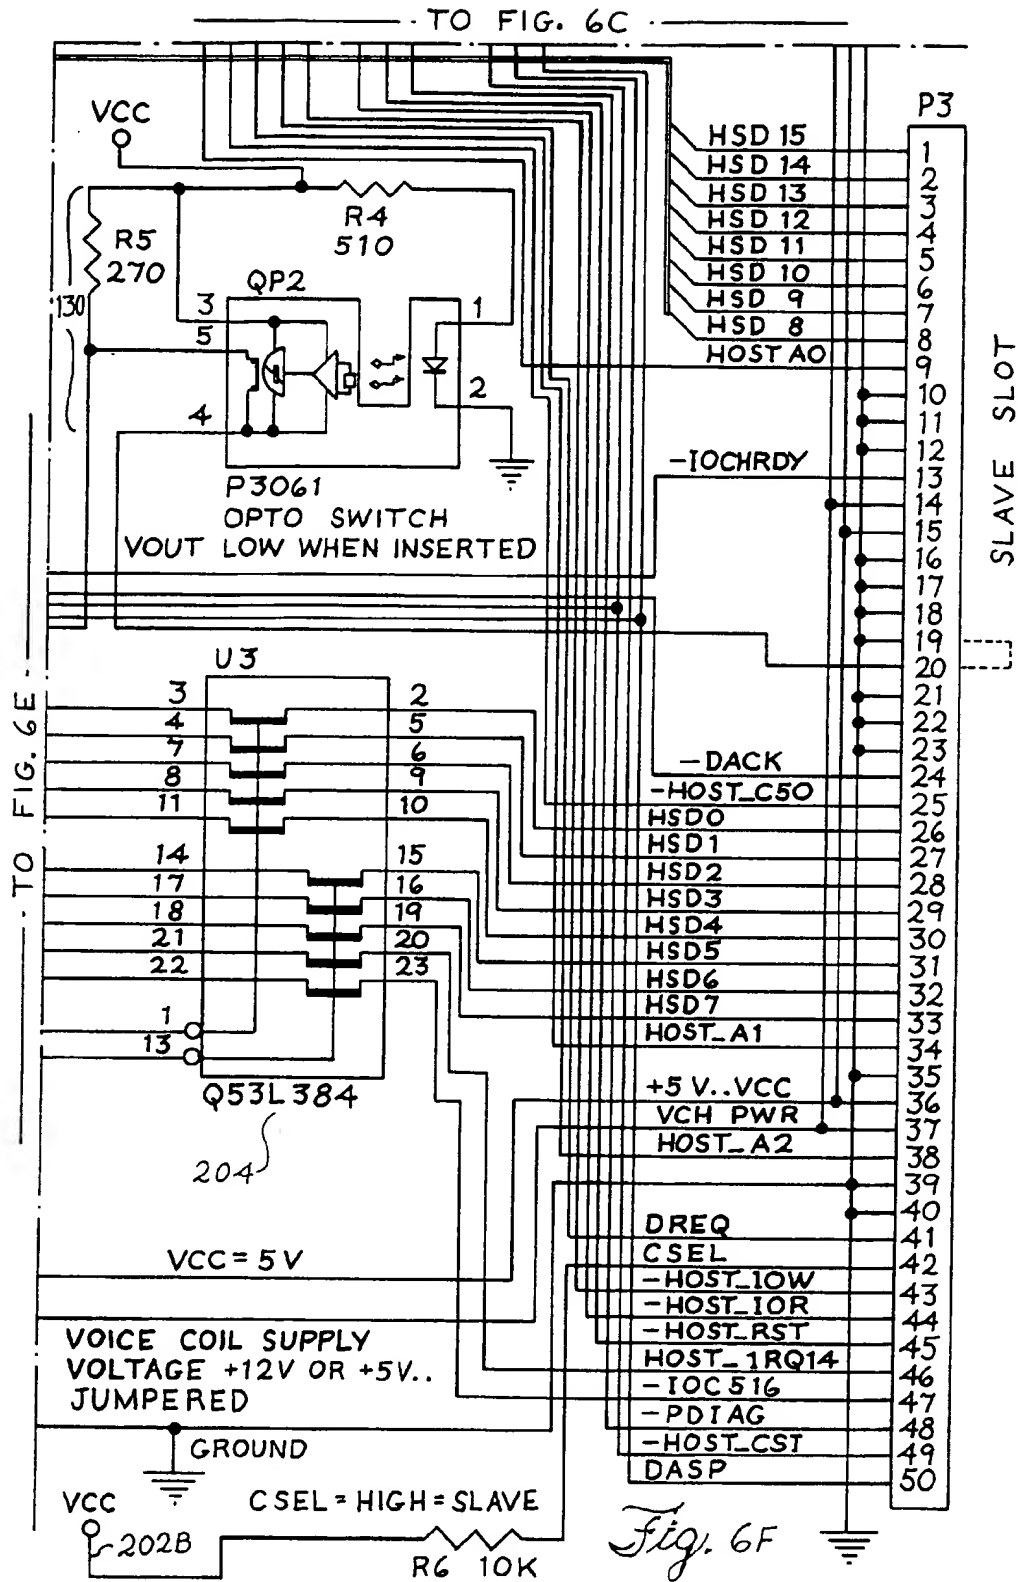 TO FIG. 6C
P3
VCC
HSD 15
1
HSD 14
2
HSD 13
3
HSD 12
4
HSD 11
5
HSD 10
6
HSD 9
7
HSD 8
8
HOST A0
9
R4
510
R5
270
130
QP2
3
5
4
1
2
P3061
OPTO SWITCH
VOUT LOW WHEN INSERTED
10
11
12
-IOCHRDY
13
14
15
16
17
18
19
20
21
22
23
SLAVE SLOT
TO FIG. 6E
U3
3
2
4
5
7
6
8
9
11
10
14
15
17
16
18
19
21
20
22
23
1
13
Q53L384
204
-DACK
24
-HOST_C50
25
HSD0
26
HSD1
27
HSD2
28
HSD3
29
HSD4
30
HSD5
31
HSD6
32
HSD7
33
HOST_A1
34
35
+5 V..VCC
36
VCH PWR
37
HOST_A2
38
39
40
DREQ
41
CSEL
42
-HOST_IOW
43
-HOST_IOR
44
-HOST_RST
45
HOST_1RQ14
46
-IOC516
47
-PDIAG
48
-HOST_CST
49
DASP
50
VCC = 5 V
VOICE COIL SUPPLY
VOLTAGE +12V OR +5V..
JUMPERED
GROUND
VCC
202B
CSEL = HIGH = SLAVE
R6 10K
Fig. 6F